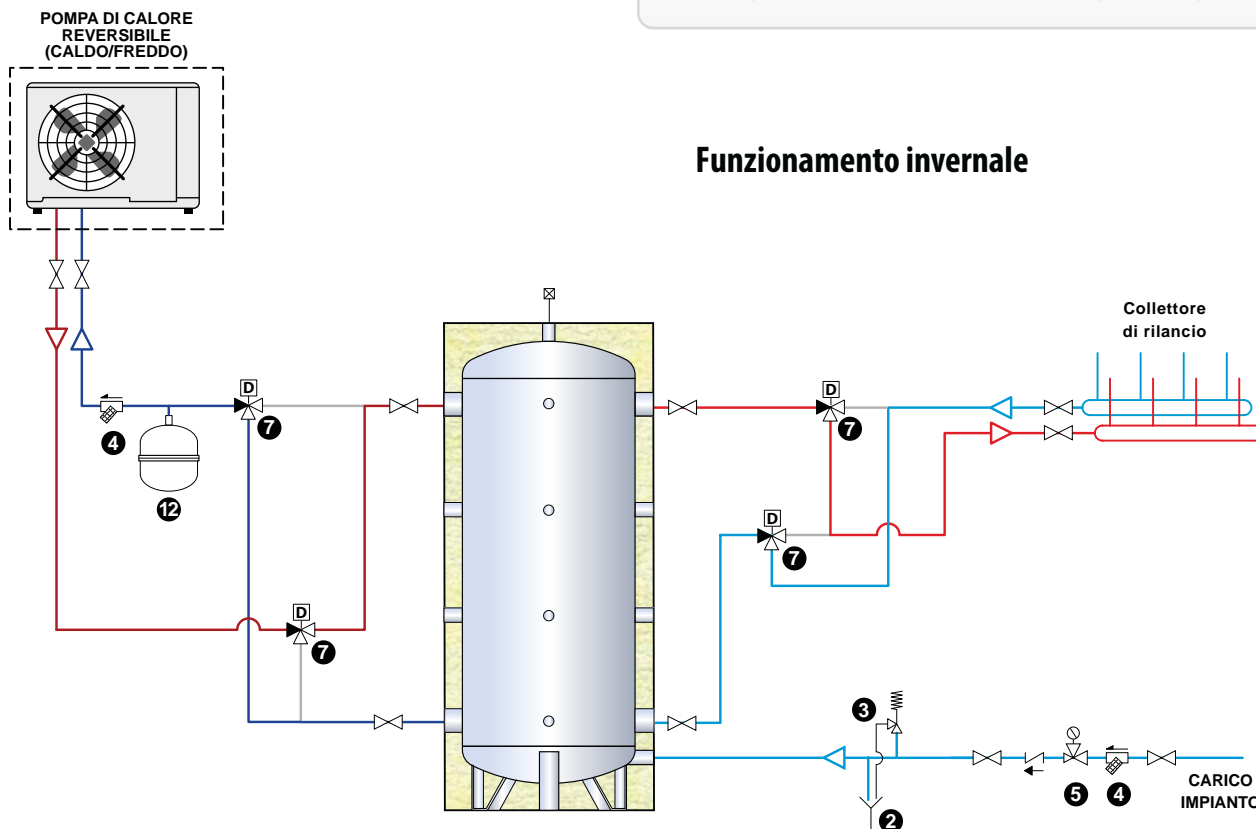 POMPA DI CALORE
REVERSIBILE
(CALDO/FREDDO)
Funzionamento invernale
Collettore
di rilancio
D
7
D
7
4
12
D
7
D
7
3
5
4
2
CARICO
IMPIANTO